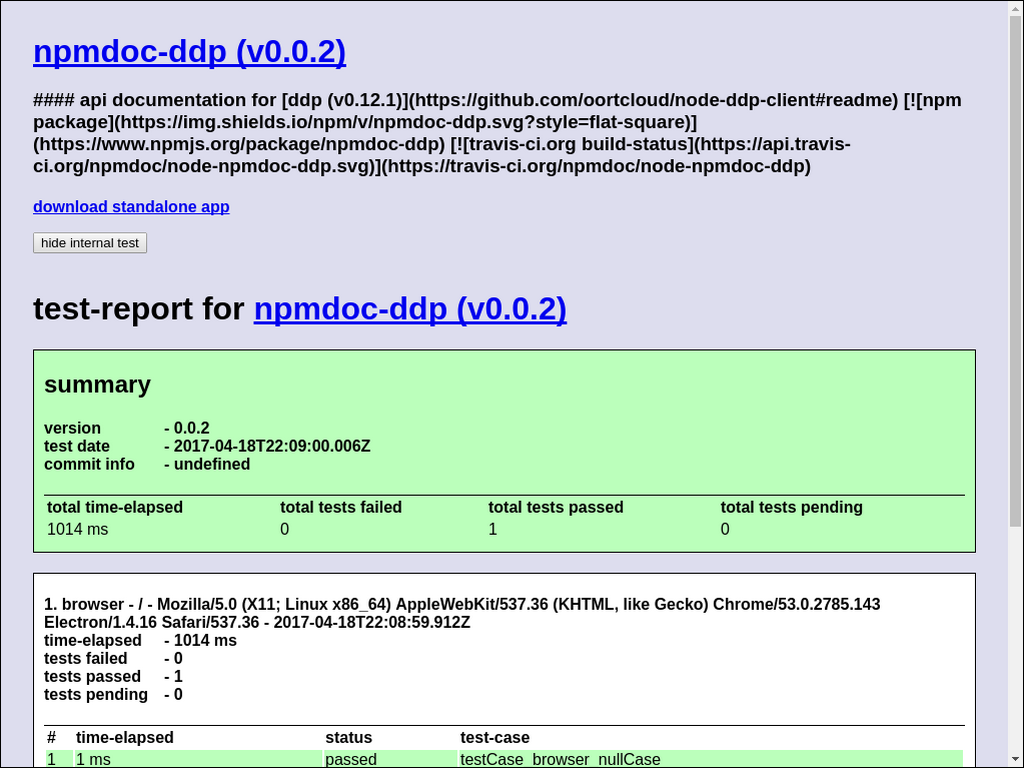 npmdoc-ddp (v0.0.2)
#### api documentation for [ddp (v0.12.1)](https://github.com/oortcloud/node-ddp-client#readme) [![npm
package](https://img.shields.io/npm/v/npmdoc-ddp.svg?style=flat-square)]
(https://www.npmjs.org/package/npmdoc-ddp) [![travis-ci.org build-status](https://api.travis-
ci.org/npmdoc/node-npmdoc-ddp.svg)](https://travis-ci.org/npmdoc/node-npmdoc-ddp)
download standalone app
hide internal test
test-report for npmdoc-ddp (v0.0.2)
summary
version - 0.0.2
test date - 2017-04-18T22:09:00.006Z
commit info - undefined
total time-elapsed total tests failed total tests passed total tests pending
1014 ms 0 1 0
1. browser - / - Mozilla/5.0 (X11; Linux x86_64) AppleWebKit/537.36 (KHTML, like Gecko) Chrome/53.0.2785.143
Electron/1.4.16 Safari/537.36 - 2017-04-18T22:08:59.912Z
time-elapsed - 1014 ms
tests failed - 0
tests passed - 1
tests pending - 0
# time-elapsed status test-case
1 1 ms passed testCase_browser_nullCase